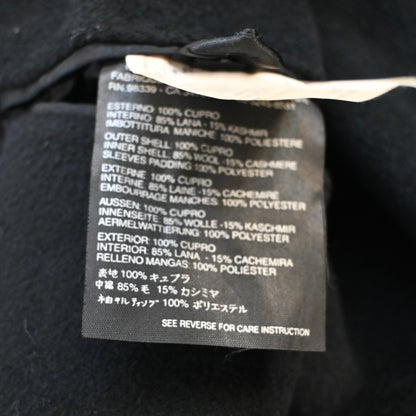 FABRIC
RN.98339 - CA
ESTERNO: 100% CUPRO
INTERNO: 85% LANA - 15% KASHMIR
IMBOTTITURA MANICHE: 100% POLIESTERE
OUTER SHELL: 100% CUPRO
INNER SHELL: 85% WOOL - 15% CASHMERE
SLEEVES PADDING: 100% POLYESTER
EXTERNE: 100% CUPRO
INTERNE: 85% LAINE - 15% CACHEMIRE
EMBOURRAGE MANCHES: 100% POLYESTER
AUSSEN: 100% CUPRO
INNENSEITE: 85% WOLLE - 15% KASCHMIR
AERMELWATTIERUNG: 100% POLYESTER
EXTERIOR: 100% CUPRO
INTERIOR: 85% LANA - 15% CACHEMIRA
RELLENO MANGAS: 100% POLIÉSTER
表地 100% キュプラ
中綿 85% 毛 15% カシミヤ
100% ポリエステル
SEE REVERSE FOR CARE INSTRUCTION